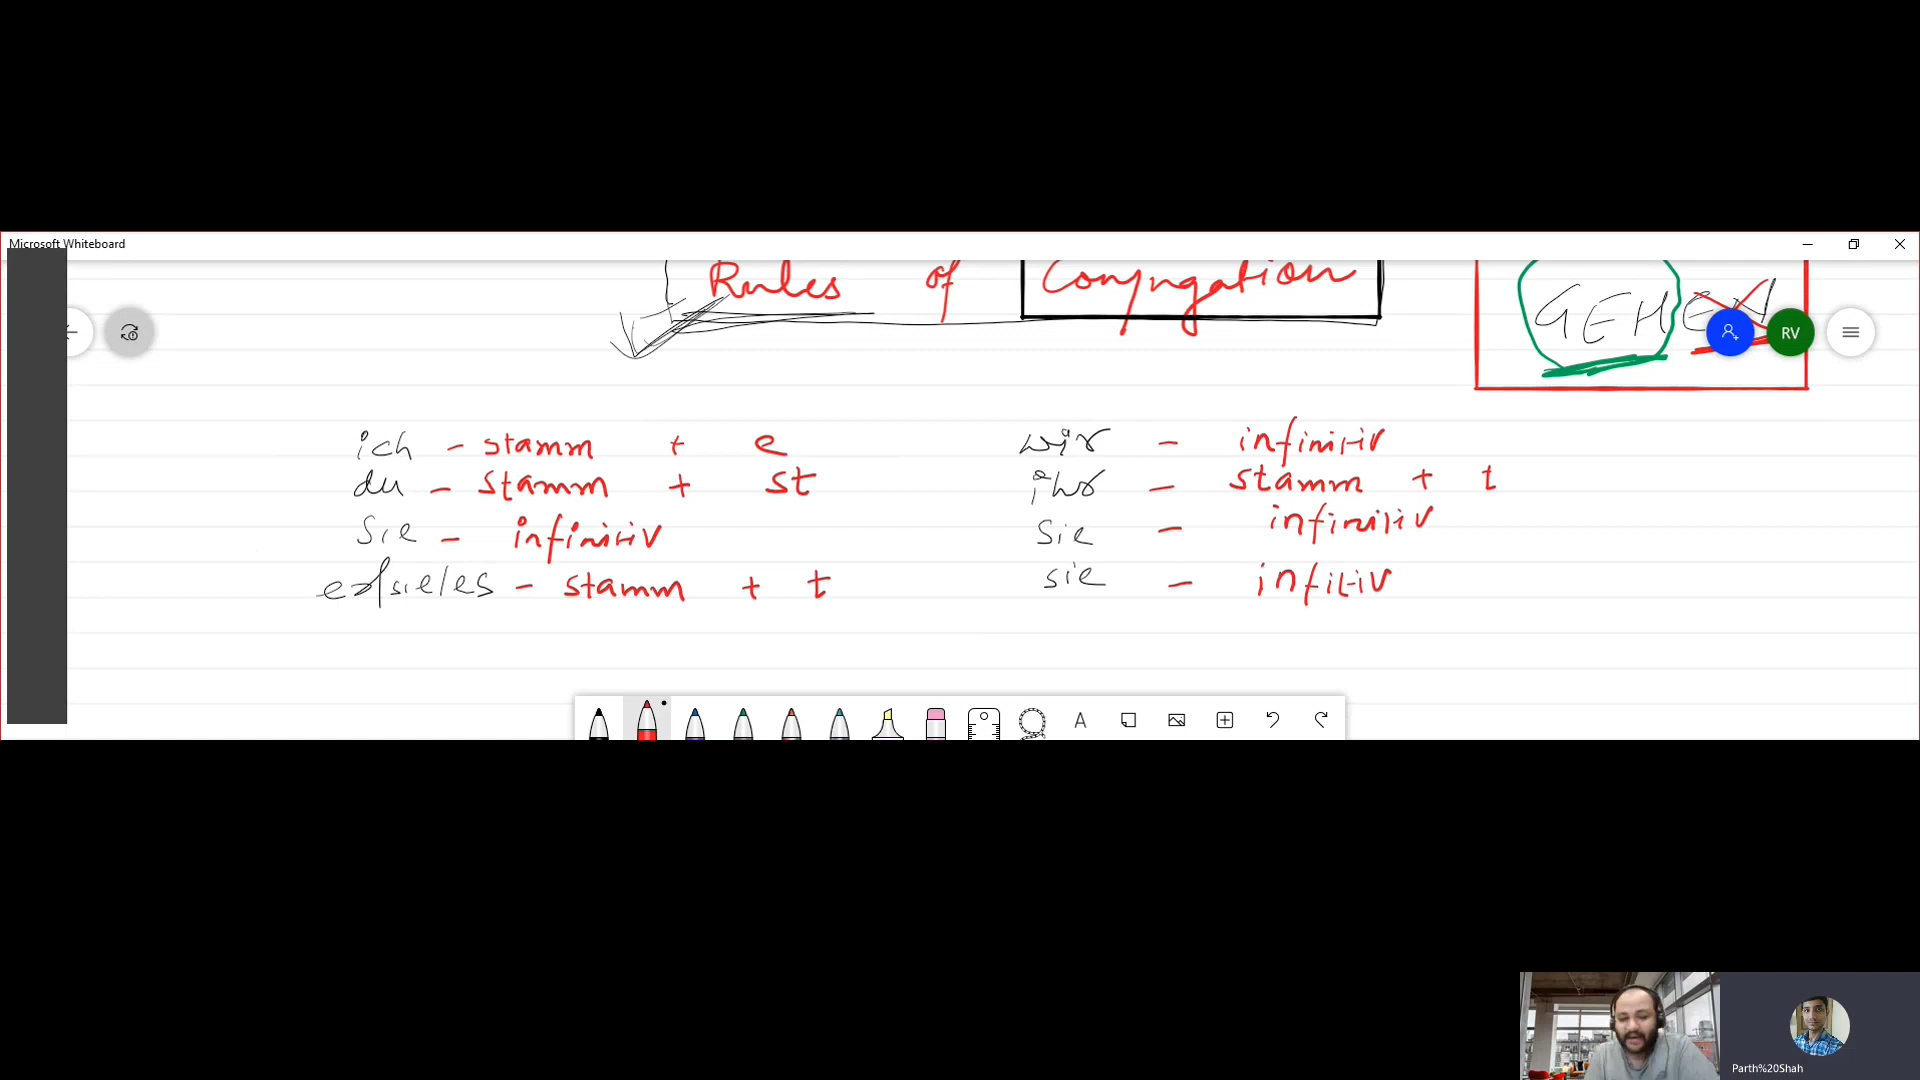 Microsoft Whiteboard
Rules of Conjugation
GEHEN
RV
ich - stamm + e
du - stamm + st
Sie - infinitiv
er/sie/es - stamm + t
wir - infinitiv
ihr - stamm + t
Sie - infinitiv
sie - infitiv
A
Parth%20Shah